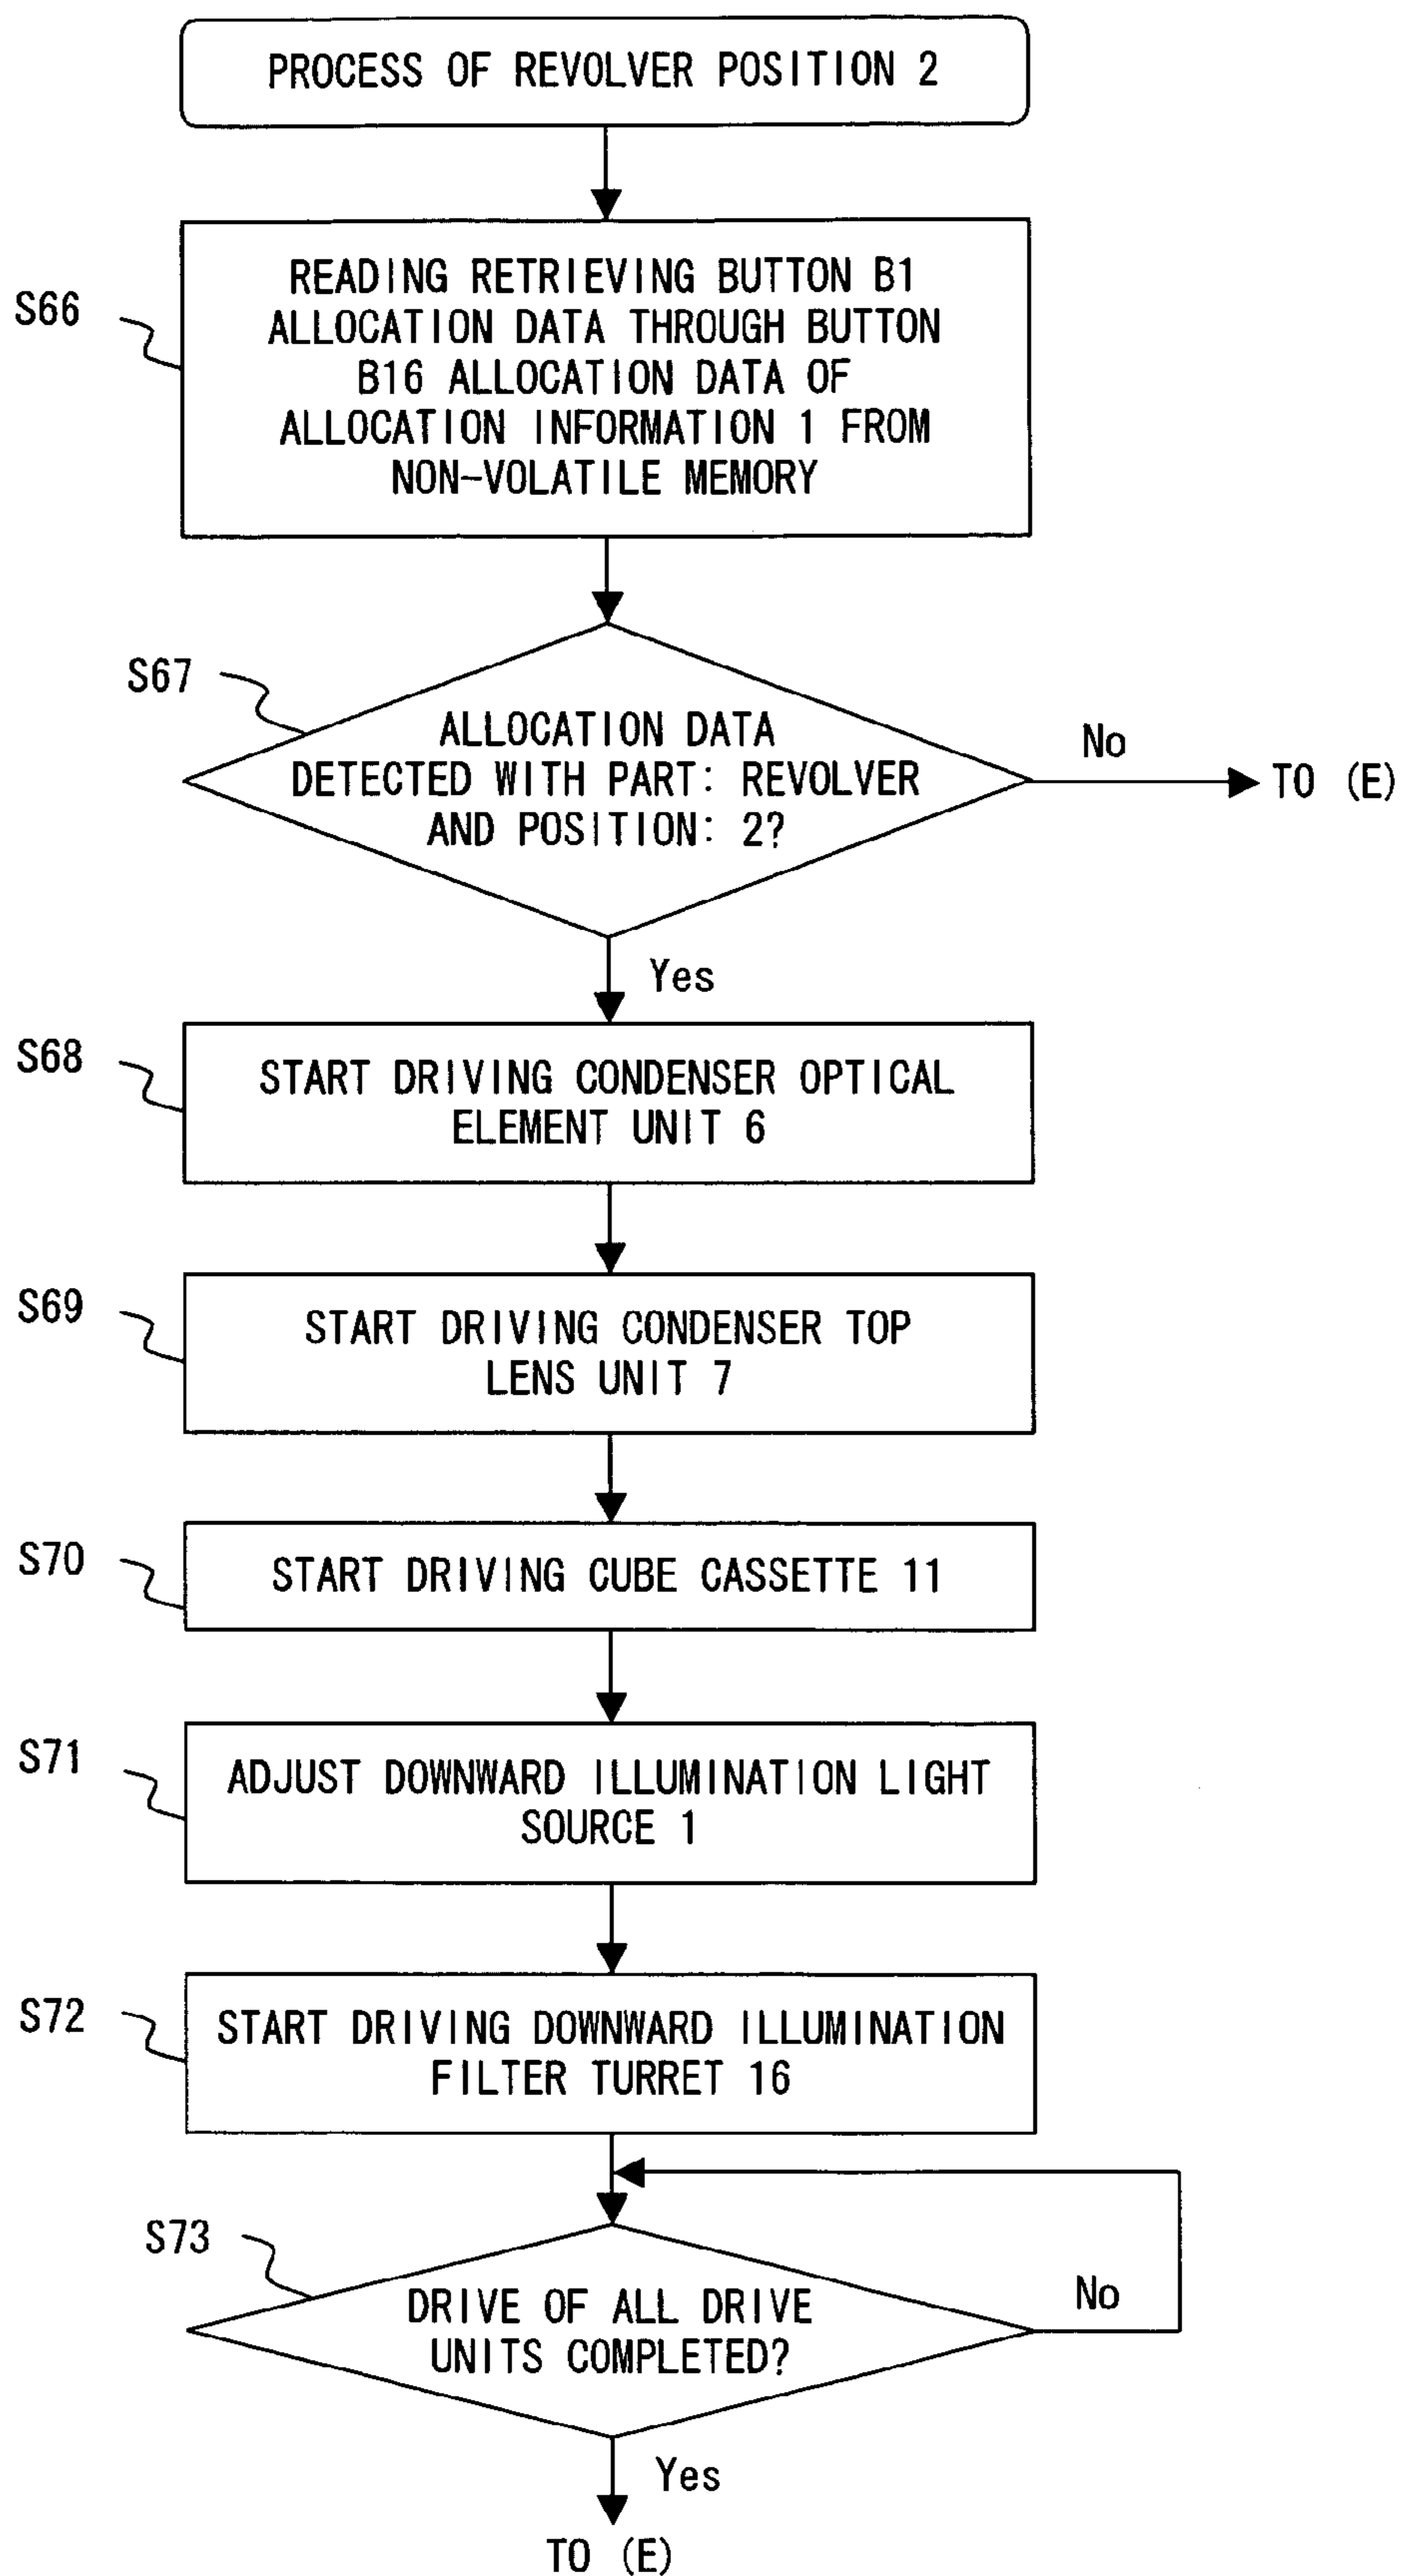 PROCESS OF REVOLVER POSITION 2
S66
READING RETRIEVING BUTTON B1
ALLOCATION DATA THROUGH BUTTON
B16 ALLOCATION DATA OF
ALLOCATION INFORMATION 1 FROM
NON-VOLATILE MEMORY
S67
ALLOCATION DATA
DETECTED WITH PART: REVOLVER
AND POSITION: 2?
No
TO (E)
Yes
S68
START DRIVING CONDENSER OPTICAL
ELEMENT UNIT 6
S69
START DRIVING CONDENSER TOP
LENS UNIT 7
S70
START DRIVING CUBE CASSETTE 11
S71
ADJUST DOWNWARD ILLUMINATION LIGHT
SOURCE 1
S72
START DRIVING DOWNWARD ILLUMINATION
FILTER TURRET 16
S73
DRIVE OF ALL DRIVE
UNITS COMPLETED?
No
Yes
TO (E)